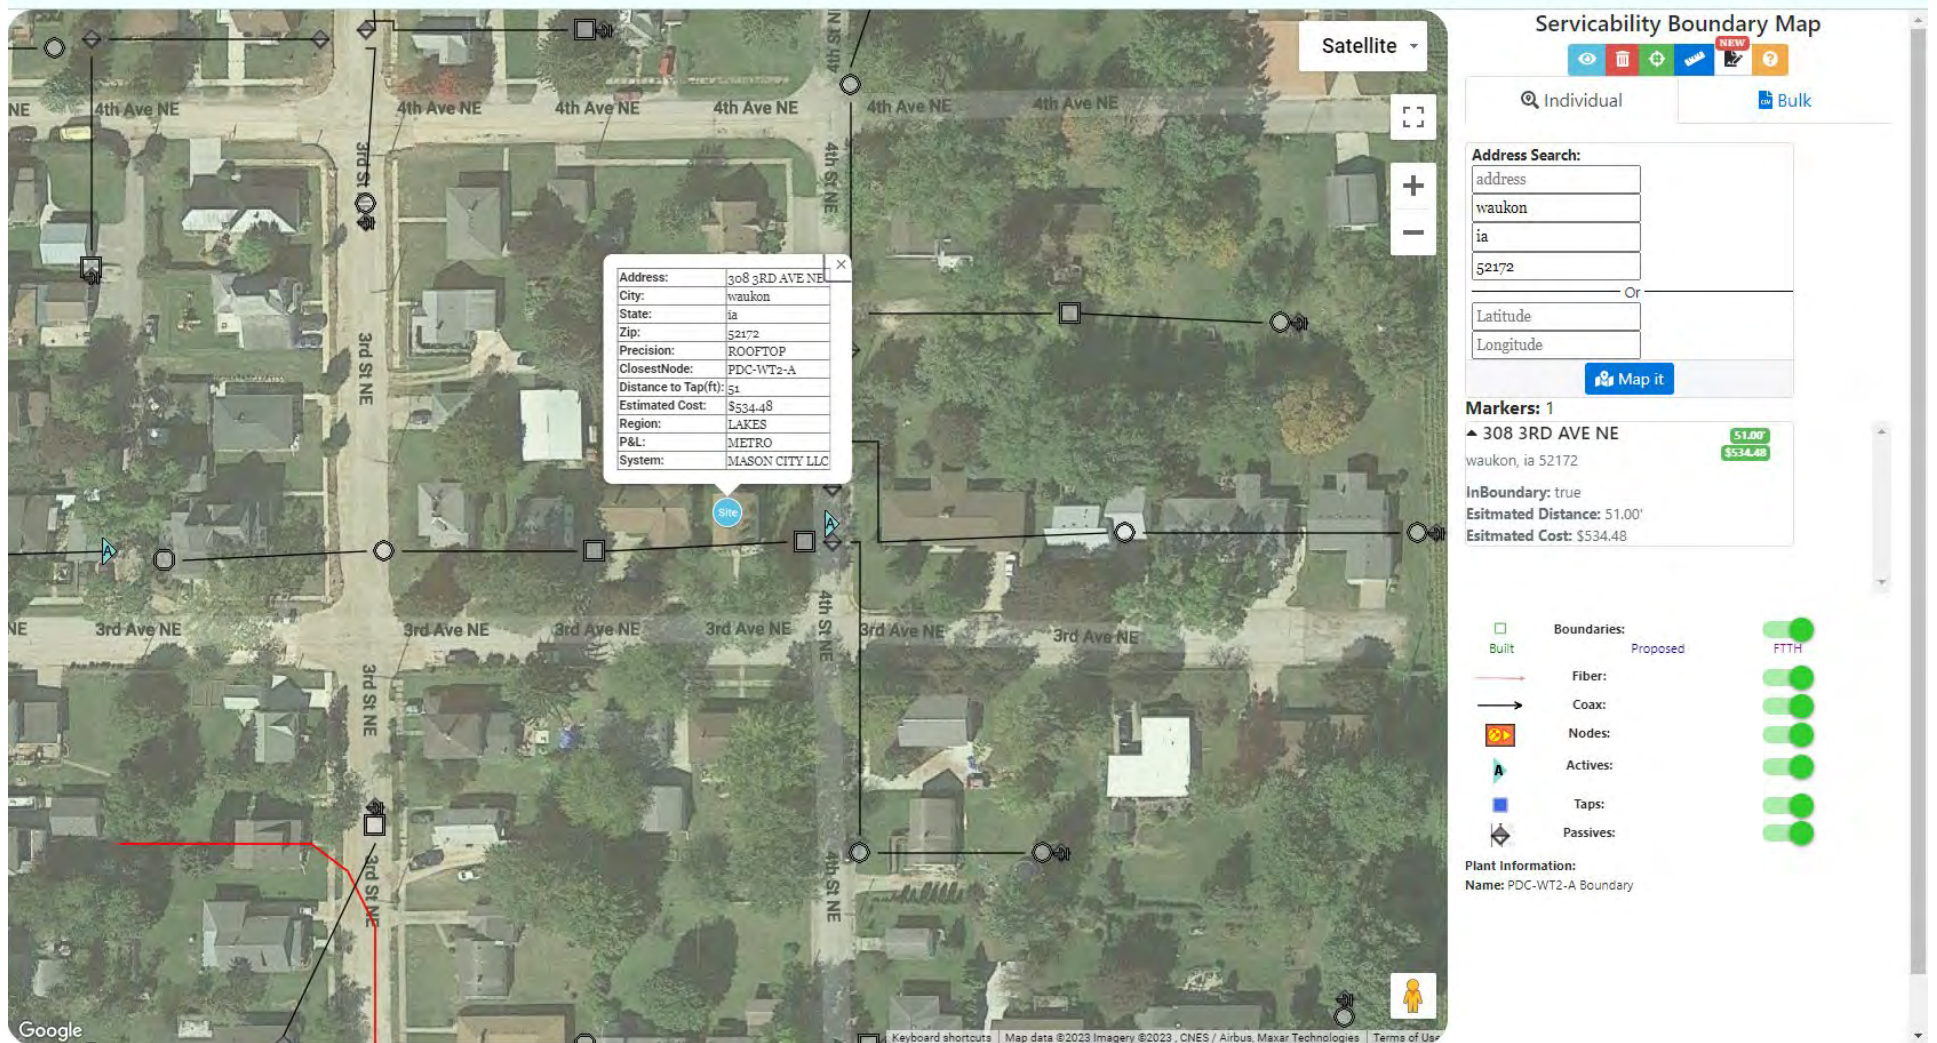 Servicability Boundary Map
NEW
Individual
Bulk
Address Search:
address
waukon
ia
52172
Or
Latitude
Longitude
Map it
Markers: 1
308 3RD AVE NE
51.00'
$534.48
waukon, ia 52172
InBoundary: true
Esitmated Distance: 51.00'
Esitmated Cost: $534.48
Boundaries:
Built
Proposed
FTTH
Fiber:
Coax:
Nodes:
A
Actives:
Taps:
Passives:
Plant Information:
Name: PDC-WT2-A Boundary
Satellite
NE
4th Ave NE
4th Ave NE
4th Ave NE
4th Ave NE
4th Ave NE
4th Ave NE
4th St NE
3rd St NE
4th St NE
3rd St NE
Address: 308 3RD AVE NE
City: waukon
State: ia
Zip: 52172
Precision: ROOFTOP
ClosestNode: PDC-WT2-A
Distance to Tap(ft): 51
Estimated Cost: $534.48
Region: LAKES
P&L: METRO
System: MASON CITY LLC
Site
A
A
4th St NE
NE
3rd Ave NE
3rd Ave NE
3rd Ave NE
3rd Ave NE
3rd Ave NE
3rd Ave NE
3rd St NE
3rd St NE
4th St NE
Google
Keyboard shortcuts
Map data ©2023 Imagery ©2023 , CNES / Airbus, Maxar Technologies
Terms of Use